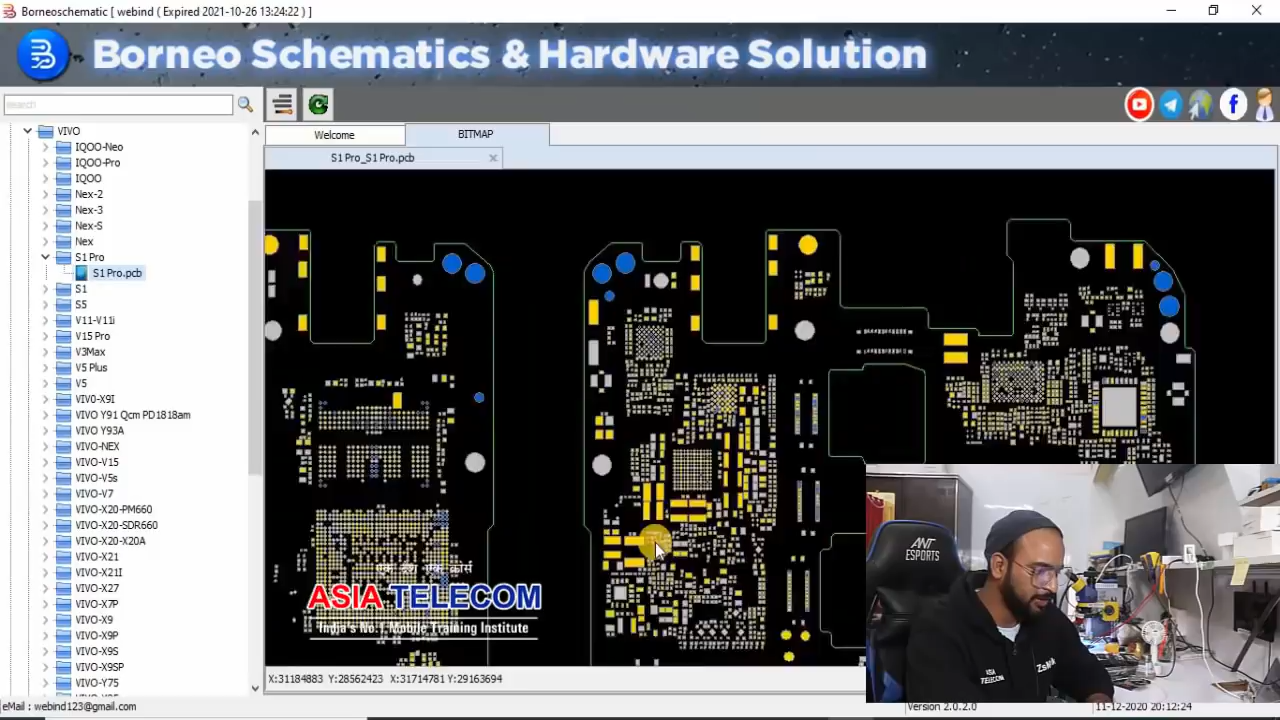 Borneoschematic [ webind ( Expired 2021-10-26 13:24:22 ) ]
Borneo Schematics & Hardware Solution
search
Welcome
BITMAP
S1 Pro_S1 Pro.pcb
VIVO
IQOO-Neo
IQOO-Pro
IQOO
Nex-2
Nex-3
Nex-S
Nex
S1 Pro
S1 Pro.pcb
S1
S5
V11-V11i
V15 Pro
V3Max
V5 Plus
V5
VIV0-X9I
VIVO Y91 Qcm PD1818am
VIVO Y93A
VIVO-NEX
VIVO-V15
VIVO-V5s
VIVO-V7
VIVO-X20-PM660
VIVO-X20-SDR660
VIVO-X20-X20A
VIVO-X21
VIVO-X21I
VIVO-X27
VIVO-X7P
VIVO-X9
VIVO-X9P
VIVO-X9S
VIVO-X9SP
VIVO-Y75
ASIA TELECOM
India's No.1 Mobile Training Institute
ANT
ESPORTS
ASIA
TELECOM
X:31184883 Y:28562423 X:31714781 Y:29163694
eMail : webind123@gmail.com
Version 2.0.2.0
11-12-2020 20:12:24